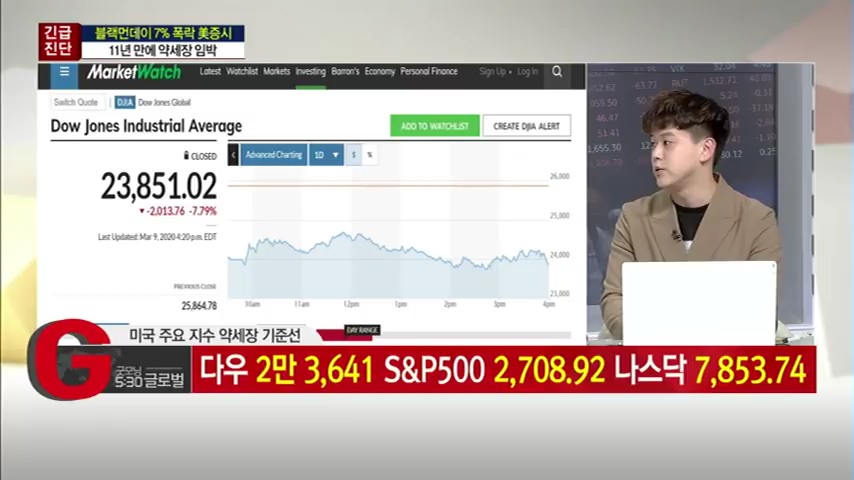 긴급
진단
블랙먼데이 7% 폭락 美증시
11년 만에 약세장 임박
MarketWatch
Latest Watchlist Markets Investing Barron's Economy Personal Finance
Sign Up • Log In
Switch Quote
DJIA Dow Jones Global
Dow Jones Industrial Average
ADD TO WATCHLIST
CREATE DJIA ALERT
CLOSED
Advanced Charting 1D $ %
23,851.02
-2,013.76 -7.79%
Last Updated: Mar 9, 2020 4:20 p.m. EDT
PREVIOUS CLOSE
25,864.78
26,000
25,000
24,000
23,000
10am 11am 12pm 1pm 2pm 3pm 4pm
DAY RANGE
미국 주요 지수 약세장 기준선
G
굿모닝
5:30 글로벌
다우 2만 3,641 S&P500 2,708.92 나스닥 7,853.74